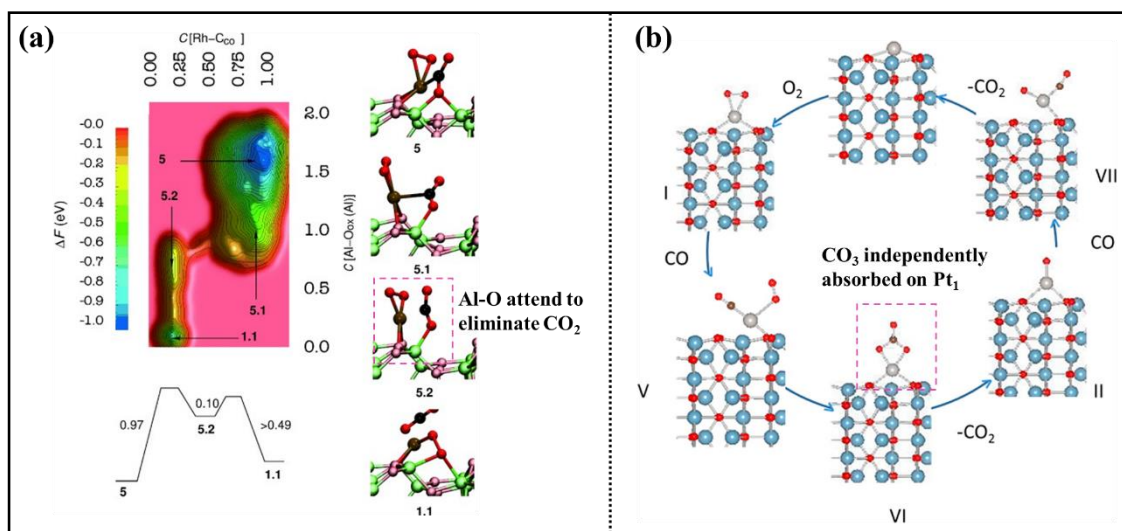 (a)
C[Rh-C_CO]
0.00
0.25
0.50
0.75
1.00
-0.0
-0.1
-0.2
-0.3
-0.4
-0.5
-0.6
-0.7
-0.8
-0.9
-1.0
ΔF (eV)
5
5.2
5.1
1.1
2.0
1.5
1.0
0.5
0.0
C[Al-O_cox (Al)]
0.97
0.10
5.2
>0.49
5
1.1
5
5.1
Al-O attend to
eliminate CO2
5.2
1.1
(b)
O2
-CO2
I
VII
CO
CO3 independently
absorbed on Pt1
CO
V
II
-CO2
VI